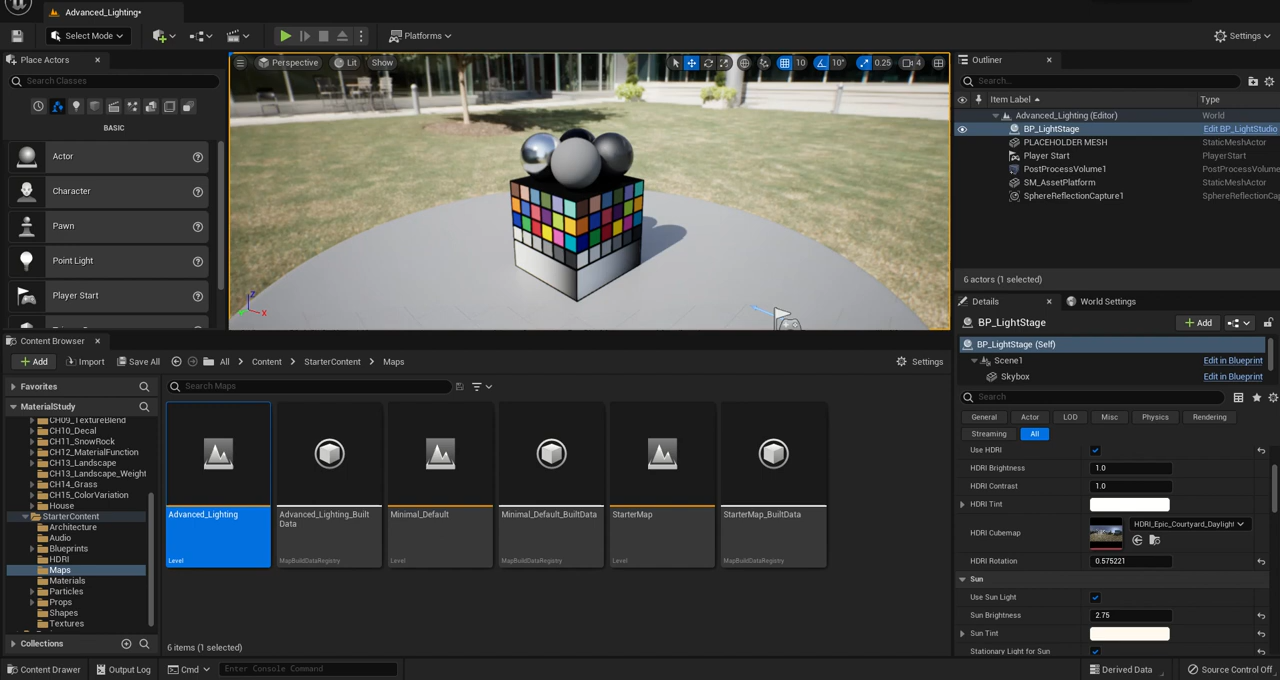 Advanced_Lighting•
Select Mode
Platforms
Settings
Place Actors
Search Classes
BASIC
Actor
Character
Pawn
Point Light
Player Start
Perspective
Lit
Show
10
10°
0.25
4
Z
X
Outliner
Search...
Item Label
Type
Advanced_Lighting (Editor)
World
BP_LightStage
Edit BP_LightStudio
PLACEHOLDER MESH
StaticMeshActor
Player Start
PlayerStart
PostProcessVolume1
PostProcessVolume
SM_AssetPlatform
StaticMeshActor
SphereReflectionCapture1
SphereReflectionCap
6 actors (1 selected)
Details
World Settings
BP_LightStage
Add
BP_LightStage (Self)
Scene1
Edit in Blueprint
Skybox
Edit in Blueprint
Search
General
Actor
LOD
Misc
Physics
Rendering
Streaming
All
Use HDRI
HDRI Brightness
1.0
HDRI Contrast
1.0
HDRI Tint
HDRI Cubemap
HDRI_Epic_Courtyard_Daylight
HDRI Rotation
0.575221
Sun
Use Sun Light
Sun Brightness
2.75
Sun Tint
Stationary Light for Sun
Content Browser
Add
Import
Save All
All
Content
StarterContent
Maps
Settings
Favorites
MaterialStudy
CH09_TextureBlend
CH10_Decal
CH11_SnowRock
CH12_MaterialFunction
CH13_Landscape
CH13_Landscape_Weight
CH14_Grass
CH15_ColorVariation
House
StarterContent
Architecture
Audio
Blueprints
HDRI
Maps
Materials
Particles
Props
Shapes
Textures
Collections
Search Maps
Advanced_Lighting
Level
Advanced_Lighting_Built
Data
MapBuildDataRegistry
Minimal_Default
Level
Minimal_Default_BuiltData
MapBuildDataRegistry
StarterMap
Level
StarterMap_BuiltData
MapBuildDataRegistry
6 items (1 selected)
Content Drawer
Output Log
Cmd
Enter Console Command
Derived Data
Source Control Off